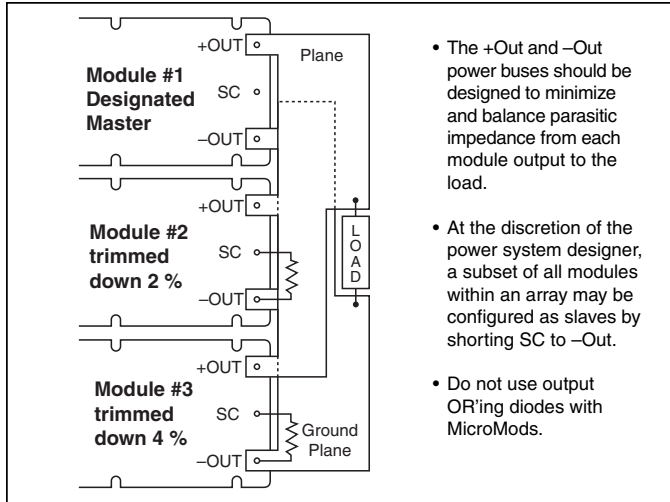 +OUT
Plane
Module #1
Designated
Master
SC
–OUT
+OUT
Module #2
trimmed
down 2 %
SC
–OUT
LOAD
+OUT
Module #3
trimmed
down 4 %
SC
Ground
Plane
–OUT
• The +Out and –Out
power buses should be
designed to minimize
and balance parasitic
impedance from each
module output to the
load.
• At the discretion of the
power system designer,
a subset of all modules
within an array may be
configured as slaves by
shorting SC to –Out.
• Do not use output
OR'ing diodes with
MicroMods.